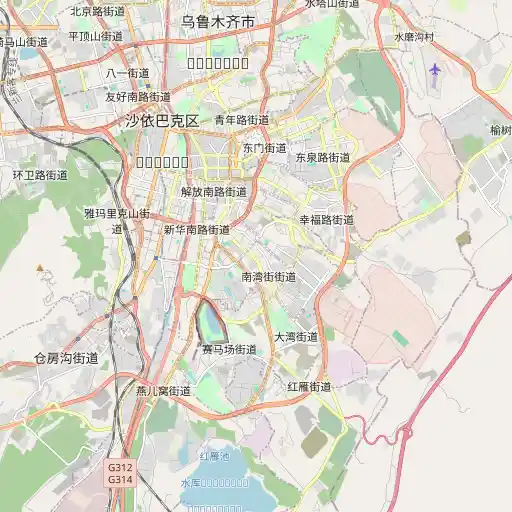 水塔山街道
北京路街道
乌鲁木齐市
平顶山街道
水磨沟村
骑马山街道
八一街道
友好南路街道
沙依巴克区
青年路街道
榆树
东门街道
东泉路街道
环卫路街道
解放南路街道
雅玛里克山街
道
幸福路街道
新华南路街道
南湾街街道
大湾街道
赛马场街道
仓房沟街道
燕儿窝街道
红雁街道
红雁池
G312
G314
水库